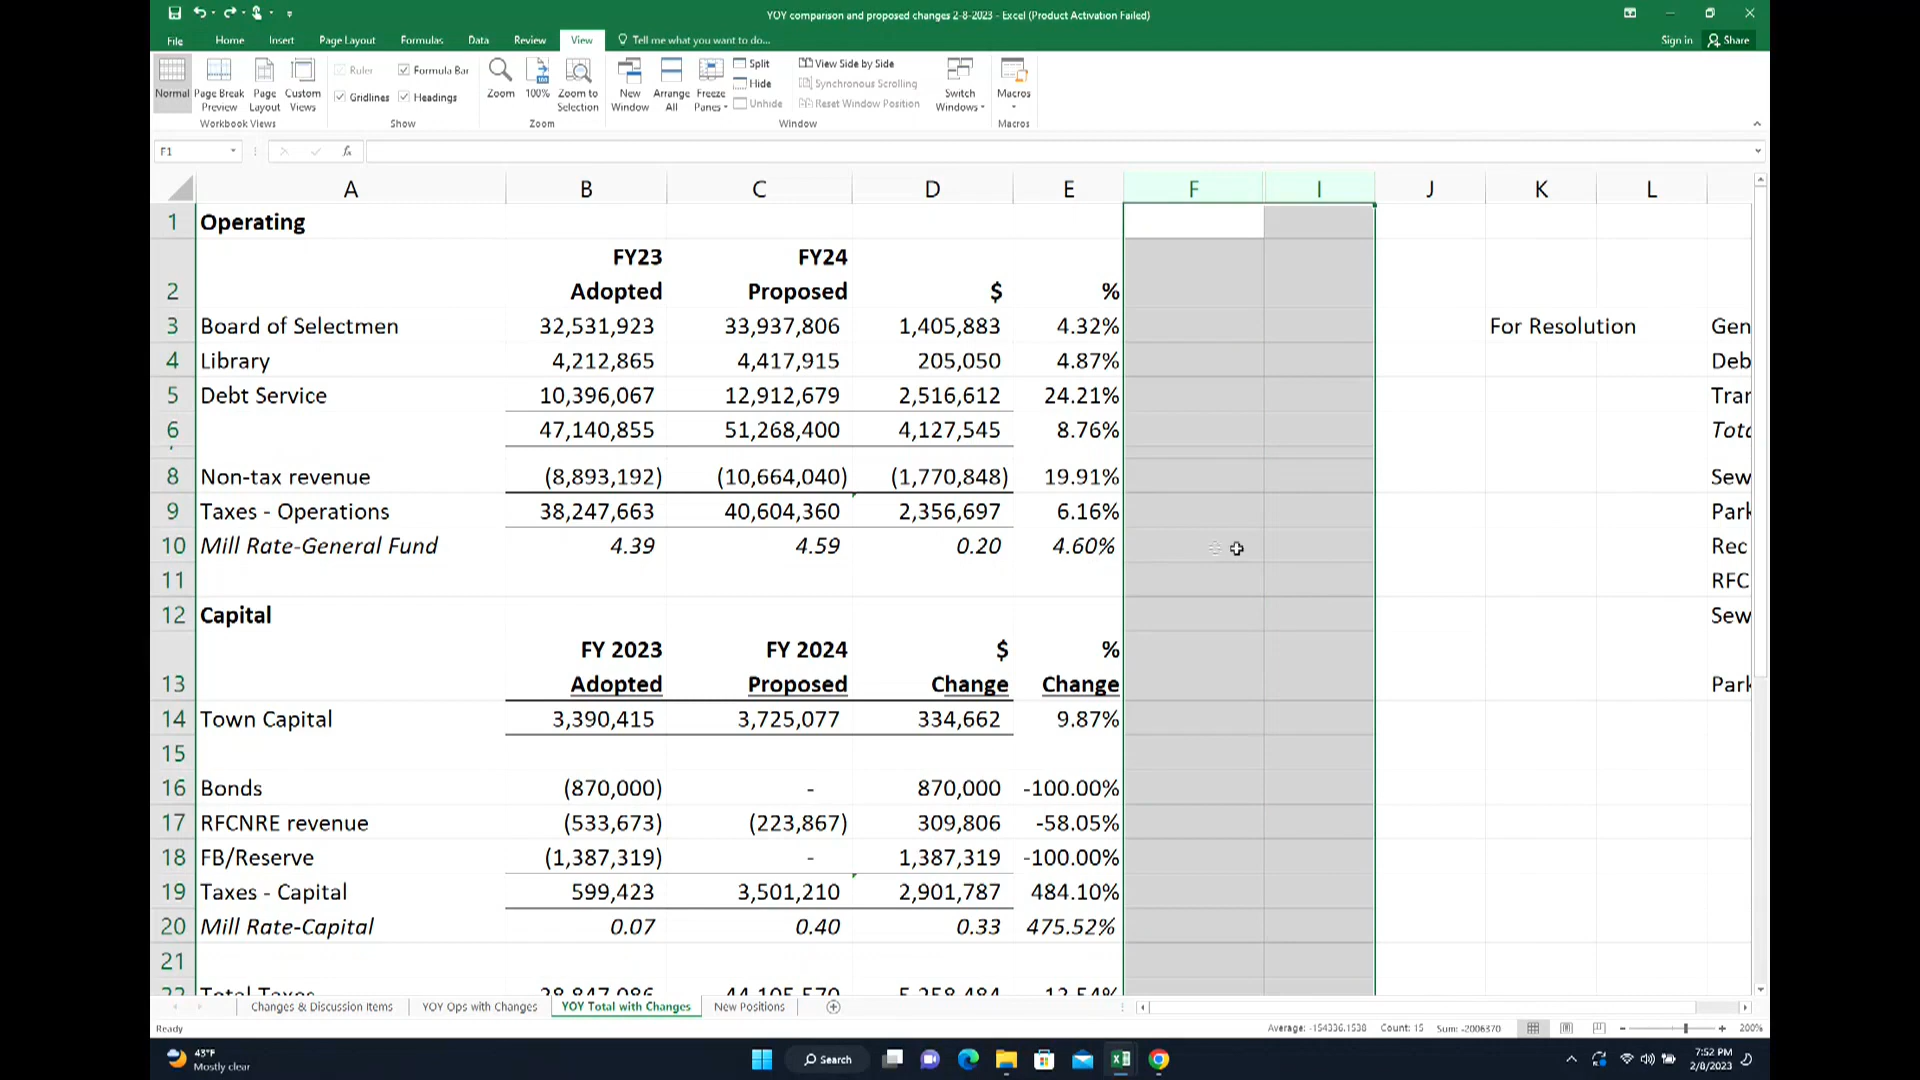 YOY comparison and proposed changes 2-8-2023 - Excel (Product Activation Failed)
File Home Insert Page Layout Formulas Data Review View Tell me what you want to do... Sign in Share
Normal Page Break Preview Page Layout Custom Views
Workbook Views
Ruler Formula Bar
Gridlines Headings
Show
Zoom 100% Zoom to Selection
Zoom
New Window Arrange All Freeze Panes
Split
Hide
Unhide
View Side by Side
Synchronous Scrolling
Reset Window Position
Switch Windows
Window
Macros
Macros
F1 fx
A B C D E F I J K L
1 Operating
FY23 FY24
2 Adopted Proposed $ %
3 Board of Selectmen 32,531,923 33,937,806 1,405,883 4.32% For Resolution Gen
4 Library 4,212,865 4,417,915 205,050 4.87% Deb
5 Debt Service 10,396,067 12,912,679 2,516,612 24.21% Tran
6 47,140,855 51,268,400 4,127,545 8.76% Tota
8 Non-tax revenue (8,893,192) (10,664,040) (1,770,848) 19.91% Sew
9 Taxes - Operations 38,247,663 40,604,360 2,356,697 6.16% Park
10 Mill Rate-General Fund 4.39 4.59 0.20 4.60% Rec
11 RFC
12 Capital Sew
FY 2023 FY 2024 $ %
13 Adopted Proposed Change Change Park
14 Town Capital 3,390,415 3,725,077 334,662 9.87%
15
16 Bonds (870,000) - 870,000 -100.00%
17 RFCNRE revenue (533,673) (223,867) 309,806 -58.05%
18 FB/Reserve (1,387,319) - 1,387,319 -100.00%
19 Taxes - Capital 599,423 3,501,210 2,901,787 484.10%
20 Mill Rate-Capital 0.07 0.40 0.33 475.52%
21
22 Total Taxes 38,847,086 44,105,570 5,258,484 13.54%
Changes & Discussion Items YOY Ops with Changes YOY Total with Changes New Positions
Ready Average: -154336.1538 Count: 15 Sum: -2006370 200%
43°F
Mostly clear
Search
7:52 PM
2/8/2023